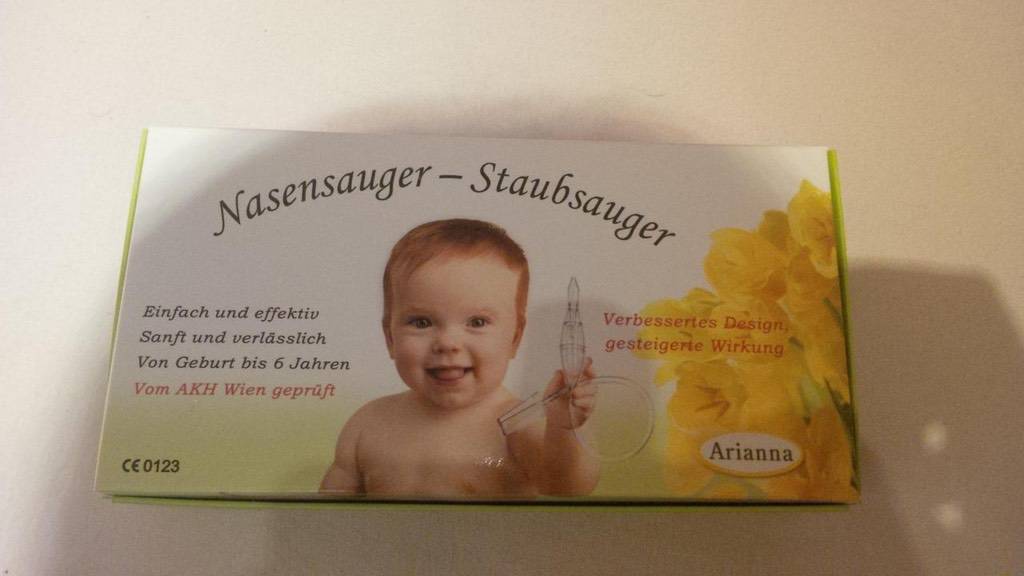 Nasensauger – Staubsauger
Einfach und effektiv
Sanft und verlässlich
Von Geburt bis 6 Jahren
Vom AKH Wien geprüft
Verbessertes Design,
gesteigerte Wirkung
Arianna
CE 0123